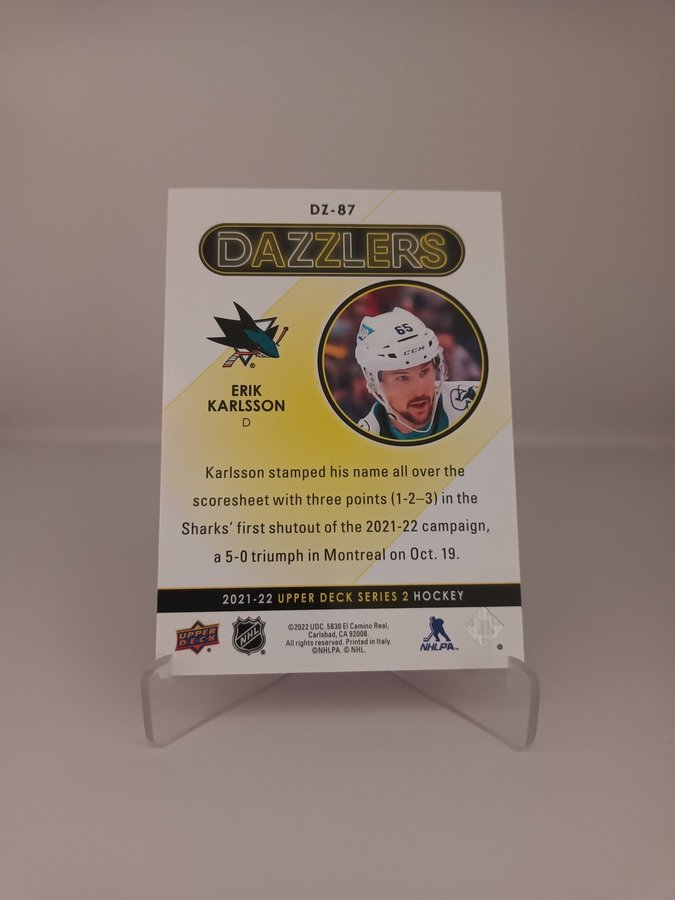 DZ-87
DAZZLERS
65
CCM
ERIK
KARLSSON
D
Karlsson stamped his name all over the
scoresheet with three points (1-2–3) in the
Sharks' first shutout of the 2021-22 campaign,
a 5-0 triumph in Montreal on Oct. 19.
2021-22 UPPER DECK SERIES 2 HOCKEY
UPPER
DECK
NHL
©2022 UDC. 5830 El Camino Real,
Carlsbad, CA 92008.
All rights reserved. Printed in Italy.
©NHLPA. © NHL.
NHLPA